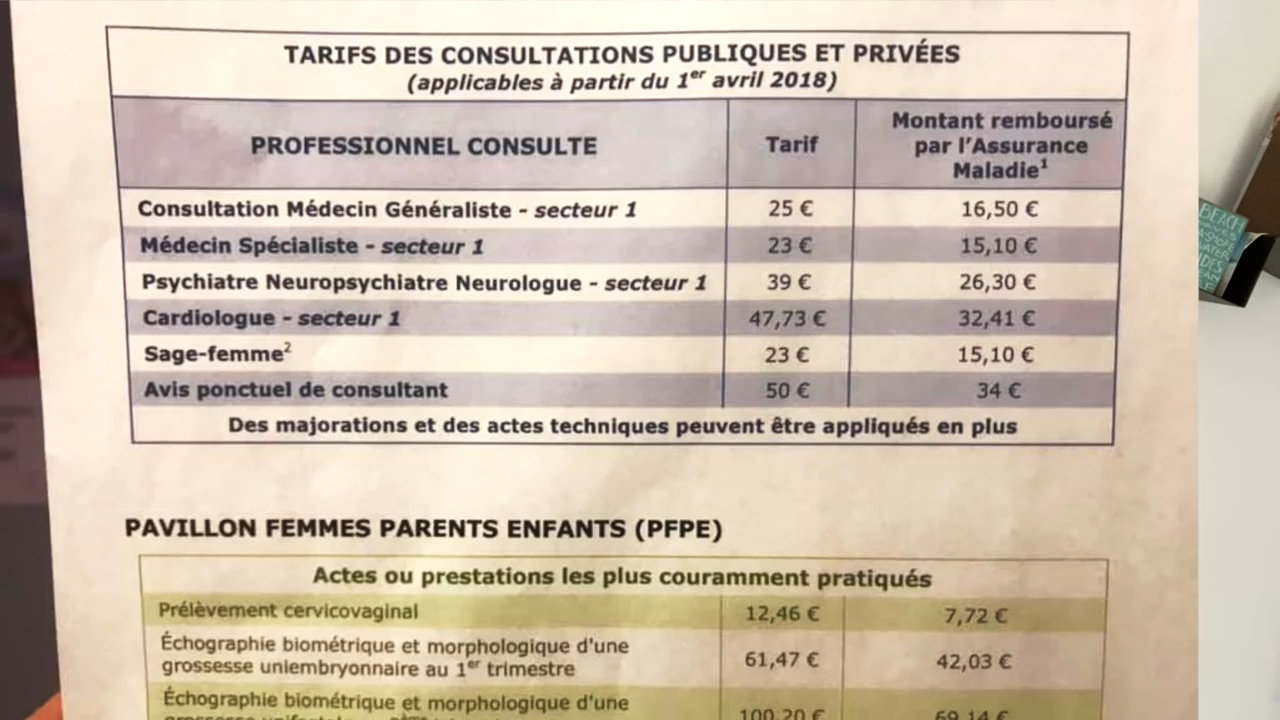 TARIFS DES CONSULTATIONS PUBLIQUES ET PRIVÉES
(applicables à partir du 1er avril 2018)
PROFESSIONNEL CONSULTE Tarif Montant remboursé par l'Assurance Maladie1
Consultation Médecin Généraliste - secteur 1 25 € 16,50 €
Médecin Spécialiste - secteur 1 23 € 15,10 €
Psychiatre Neuropsychiatre Neurologue - secteur 1 39 € 26,30 €
Cardiologue - secteur 1 47,73 € 32,41 €
Sage-femme2 23 € 15,10 €
Avis ponctuel de consultant 50 € 34 €
Des majorations et des actes techniques peuvent être appliqués en plus
PAVILLON FEMMES PARENTS ENFANTS (PFPE)
Actes ou prestations les plus couramment pratiqués
Prélèvement cervicovaginal 12,46 € 7,72 €
Échographie biométrique et morphologique d'une
grossesse uniembryonnaire au 1er trimestre 61,47 € 42,03 €
Échographie biométrique et morphologique d'une
100,20 € 69,14 €
BEACH